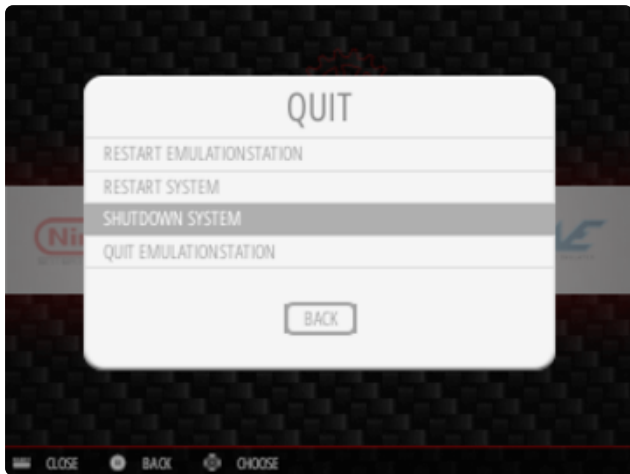 QUIT
RESTART EMULATIONSTATION
RESTART SYSTEM
SHUTDOWN SYSTEM
QUIT EMULATIONSTATION
BACK
CLOSE BACK CHOOSE